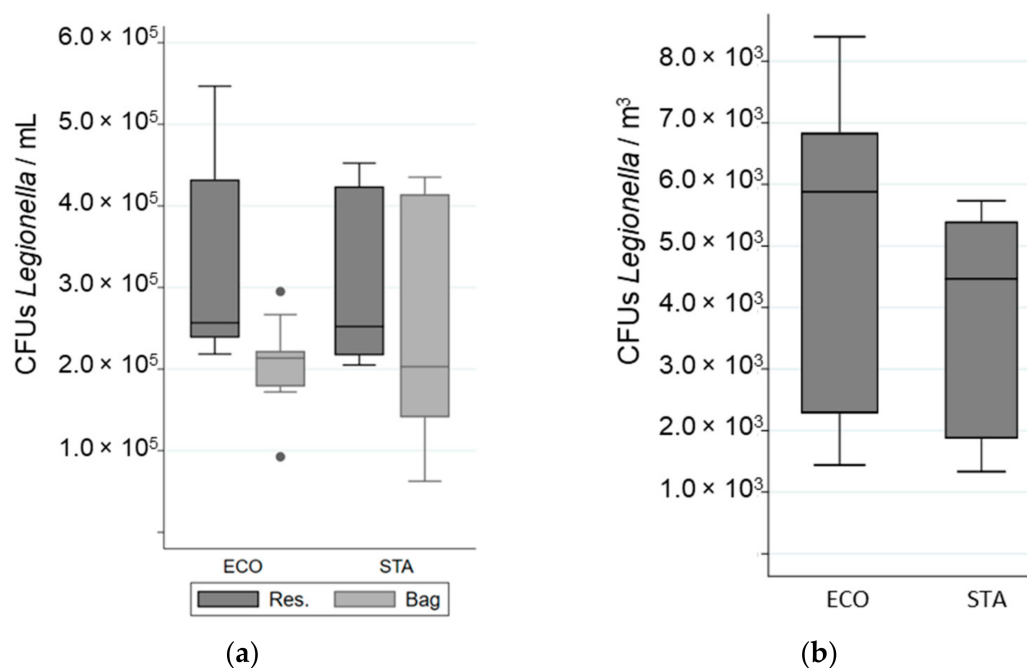 CFUs Legionella / mL
6.0 × 10⁵
5.0 × 10⁵
4.0 × 10⁵
3.0 × 10⁵
2.0 × 10⁵
1.0 × 10⁵
ECO STA
Res. Bag
(a)
CFUs Legionella / m³
8.0 × 10³
7.0 × 10³
6.0 × 10³
5.0 × 10³
4.0 × 10³
3.0 × 10³
2.0 × 10³
1.0 × 10³
ECO STA
(b)